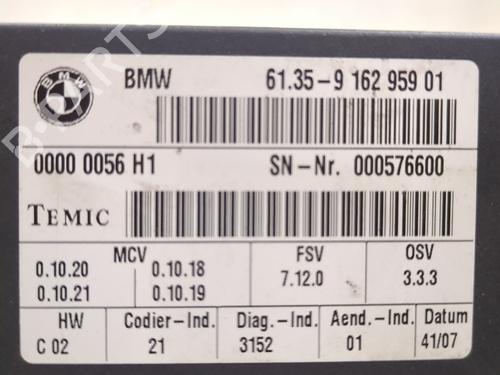 BMW
BMW 61.35-9 162 959 01
0000 0056 H1 SN-Nr. 000576600
TEMIC
MCV FSV OSV
0.10.20 0.10.18 7.12.0 3.3.3
0.10.21 0.10.19
HW Codier-Ind. Diag.-Ind. Aend.-Ind. Datum
C 02 21 3152 01 41/07
B-PARTS